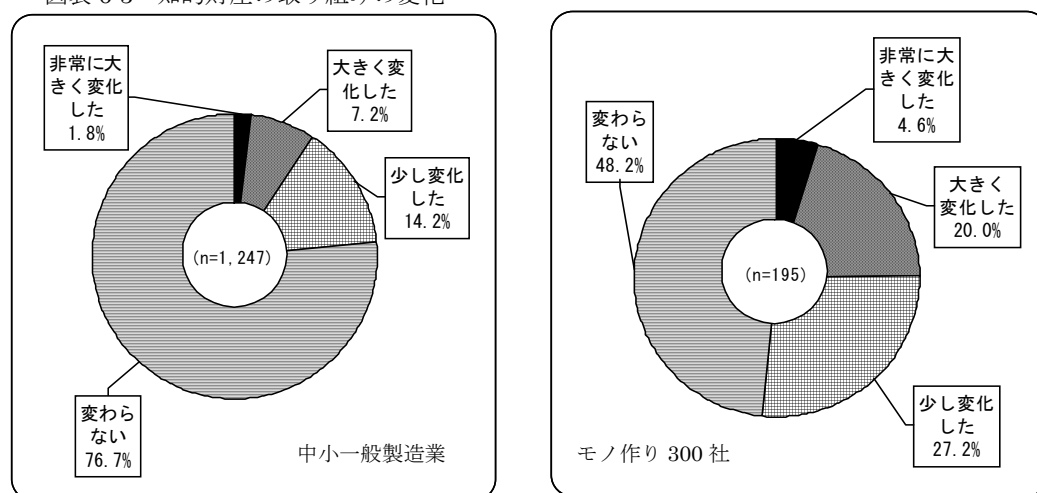 非常に大
きく変化
した
1.8%
大きく変
化した
7.2%
少し変化
した
14.2%
(n=1,247)
変わら
ない
76.7%
中小一般製造業
非常に大
きく変化
した
4.6%
変わら
ない
48.2%
大きく
変化した
20.0%
(n=195)
少し変化
した
27.2%
モノ作り 300 社